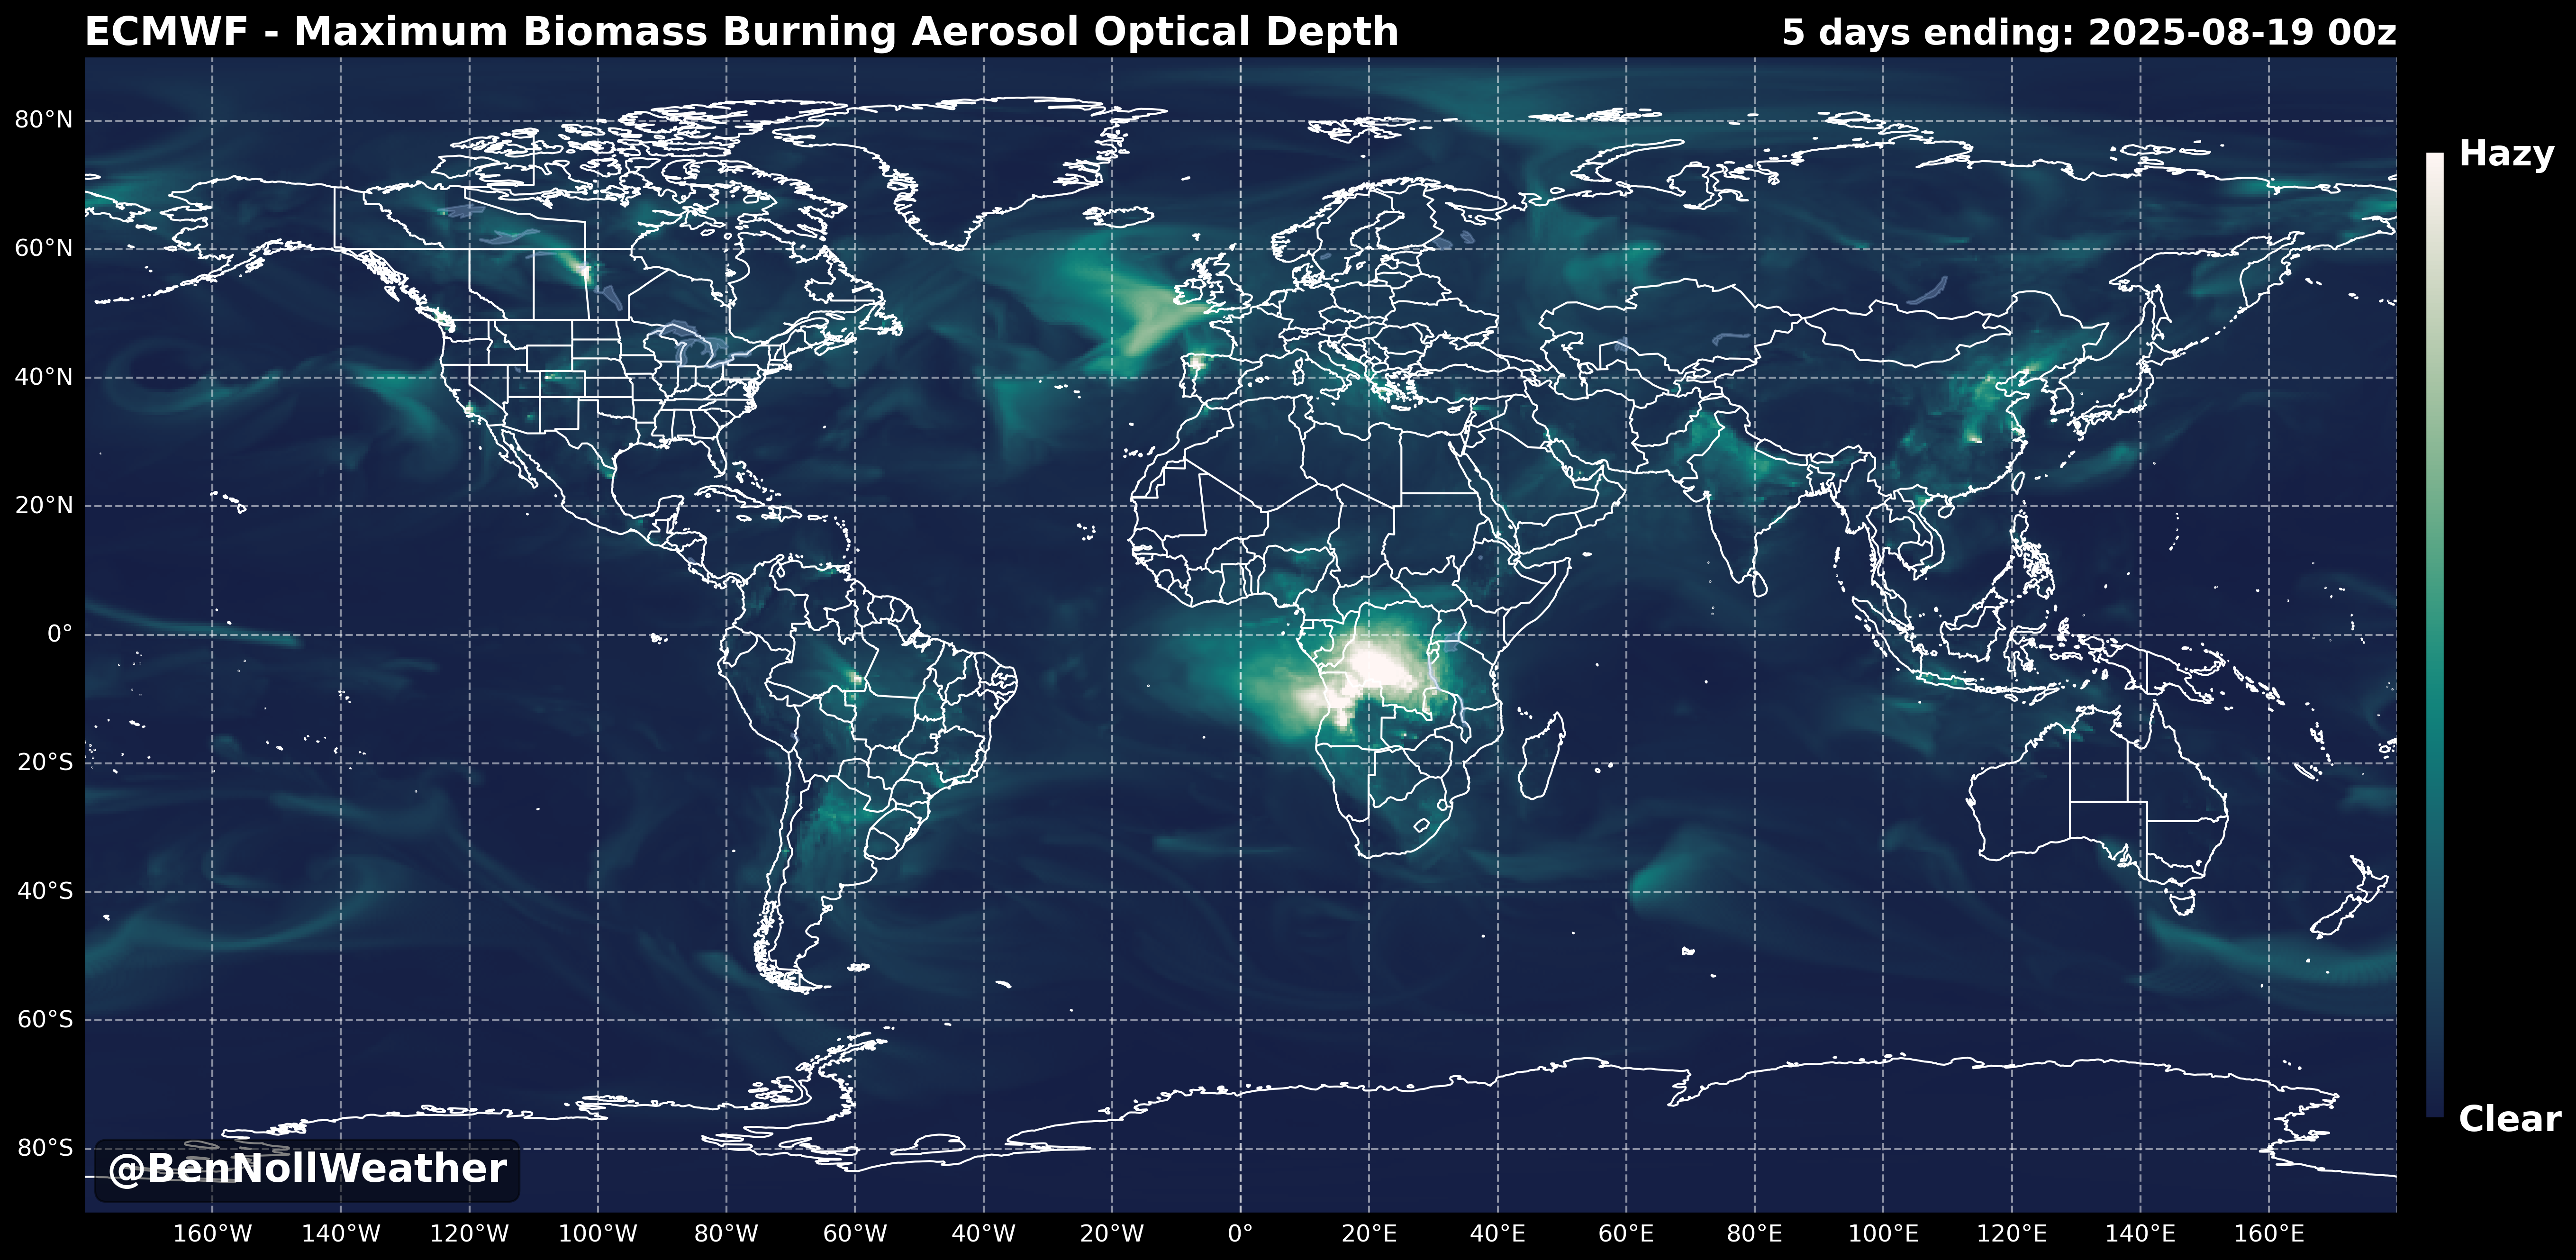 ECMWF - Maximum Biomass Burning Aerosol Optical Depth
5 days ending: 2025-08-19 00z
80°N
60°N
40°N
20°N
0°
20°S
40°S
60°S
80°S
Hazy
Clear
@BenNollWeather
160°W 140°W 120°W 100°W 80°W 60°W 40°W 20°W 0° 20°E 40°E 60°E 80°E 100°E 120°E 140°E 160°E